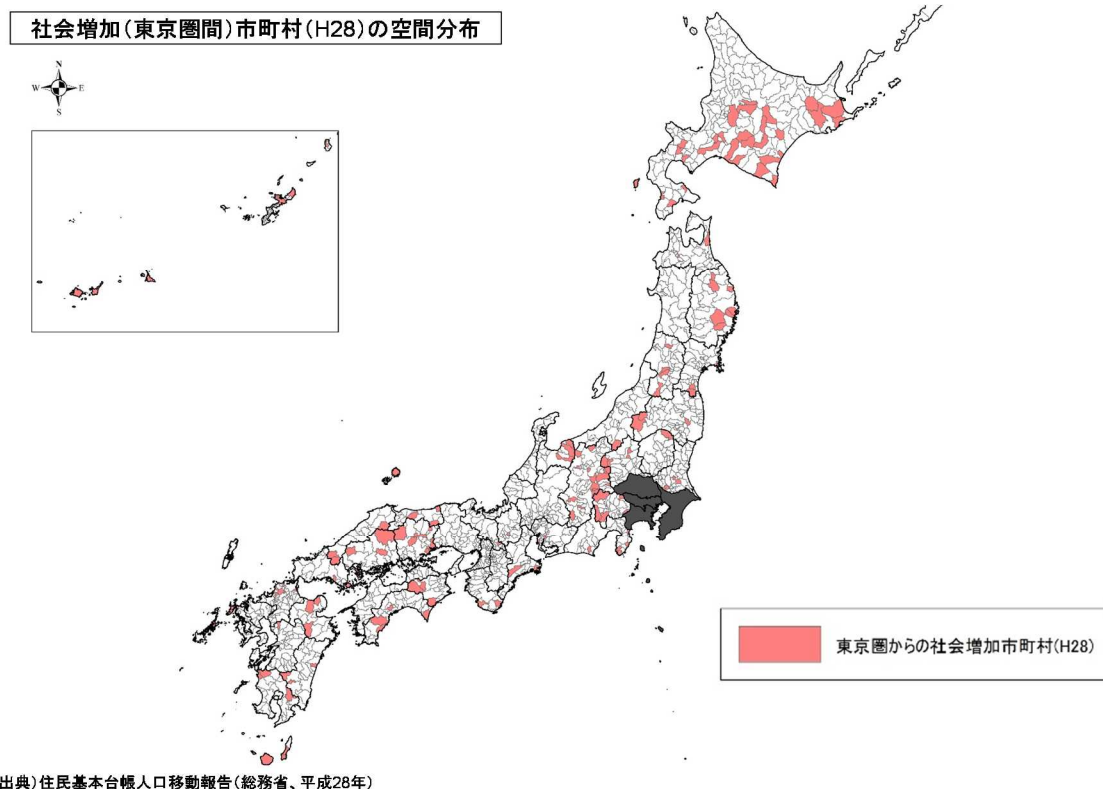 社会増加(東京圏間)市町村(H28)の空間分布
N
W E
S
東京圏からの社会増加市町村(H28)
出典)住民基本台帳人口移動報告(総務省、平成28年)